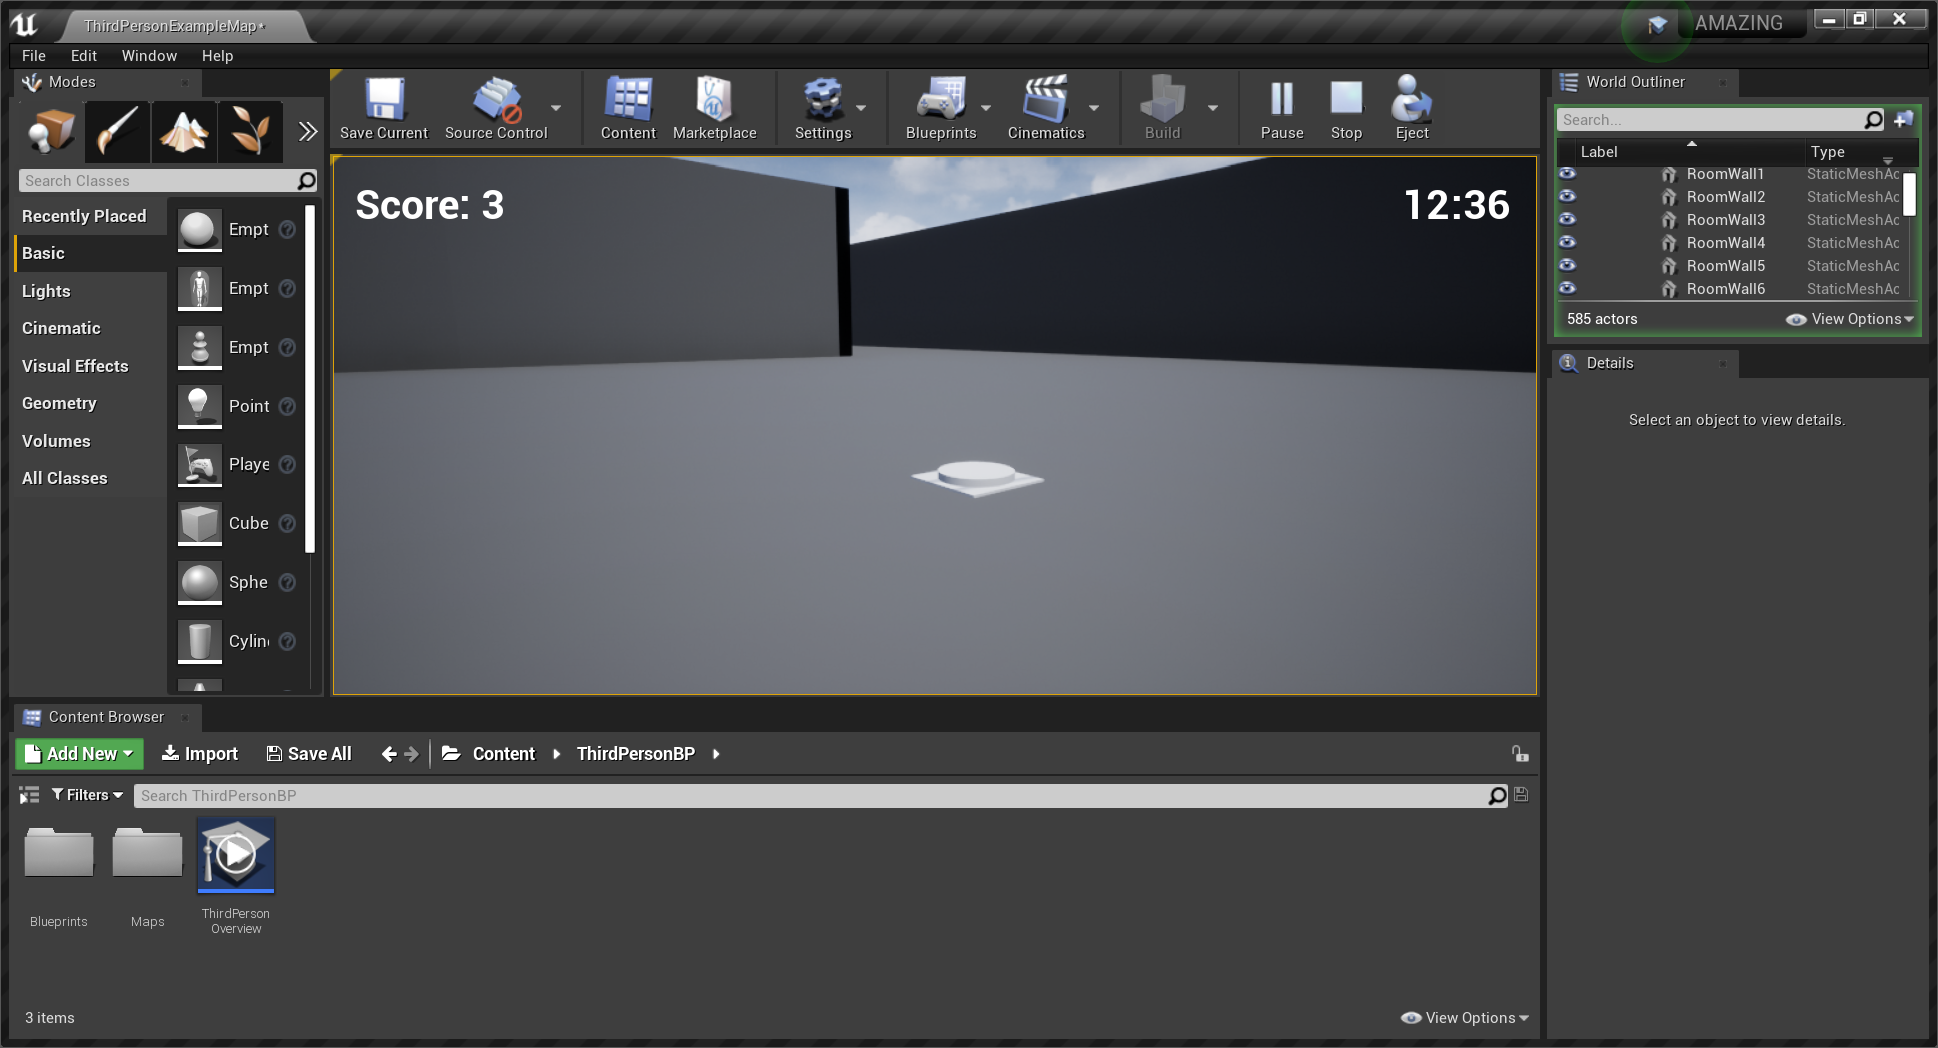 ThirdPersonExampleMap*
AMAZING
File Edit Window Help
Modes
Search Classes
Recently Placed
Basic
Lights
Cinematic
Visual Effects
Geometry
Volumes
All Classes
Empt
Empt
Empt
Point
Playe
Cube
Sphe
Cylin
Save Current
Source Control
Content
Marketplace
Settings
Blueprints
Cinematics
Build
Pause
Stop
Eject
Score: 3
12:36
World Outliner
Search...
Label Type
RoomWall1 StaticMeshAc
RoomWall2 StaticMeshAc
RoomWall3 StaticMeshAc
RoomWall4 StaticMeshAc
RoomWall5 StaticMeshAc
RoomWall6 StaticMeshAc
585 actors View Options
Details
Select an object to view details.
Content Browser
Add New Import Save All Content ThirdPersonBP
Filters Search ThirdPersonBP
Blueprints
Maps
ThirdPerson
Overview
3 items View Options